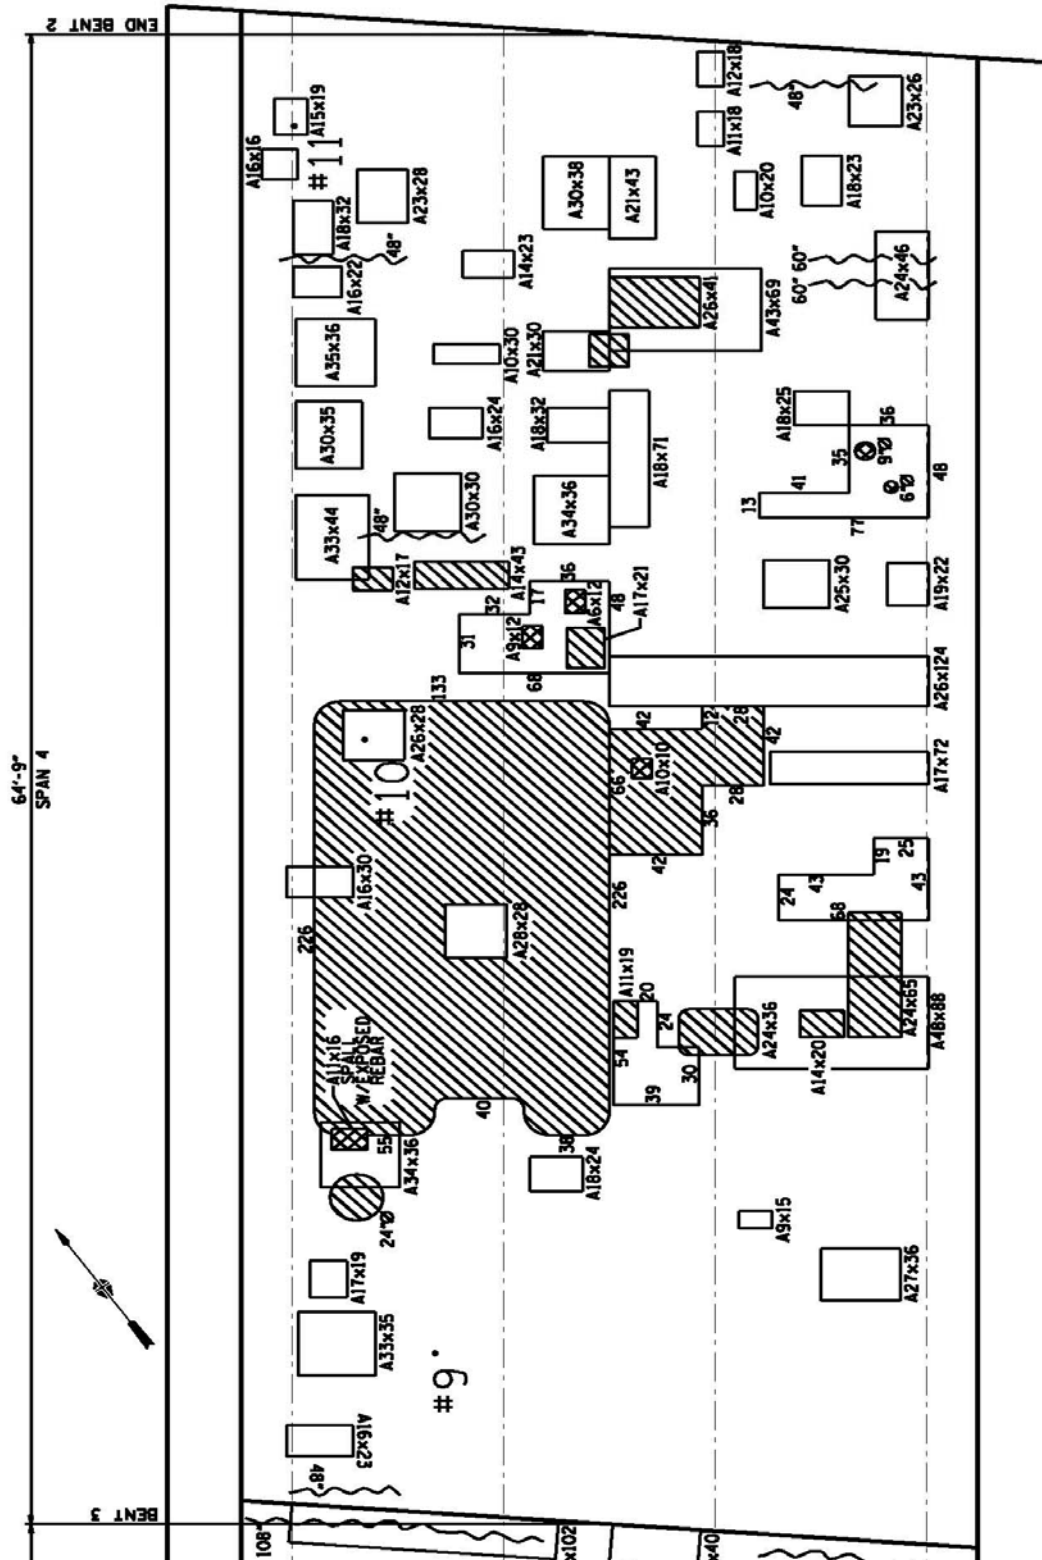 END BENT 2
64'-9"
SPAN 4
BENT 3
A15x19
A16x16
#11
A18x32
A23x28
48"
A16x22
A14x23
A35x36
A10x30
A30x35
A16x24
A33x44
48"
A30x30
A12x17
A14x43
A12x18
48"
A23x26
A11x18
A10x20
A18x23
A30x38
A21x43
60"
60"
A24x46
A26x41
A43x69
A21x30
A18x32
A18x71
A34x36
A18x25
36
35
9"Ø
6"Ø
41
13
77
48
32
17
36
A6x12
48
A17x21
31
A9x12
68
A25x30
A19x22
A26x124
133
A26x28
#10
42
12
28
42
66
A10x10
28
36
42
A17x72
A16x30
226
226
A28x28
19
25
24
43
43
68
A11x19
20
24
54
30
39
A24x36
A14x20
A24x65
A48x88
A11x16
SPALL
W/EXPOSED
REBAR
40
55
A34x36
38
A18x24
24"Ø
A9x15
A27x36
A17x19
A33x35
#9
A16x23
48"
108"
x102
x40